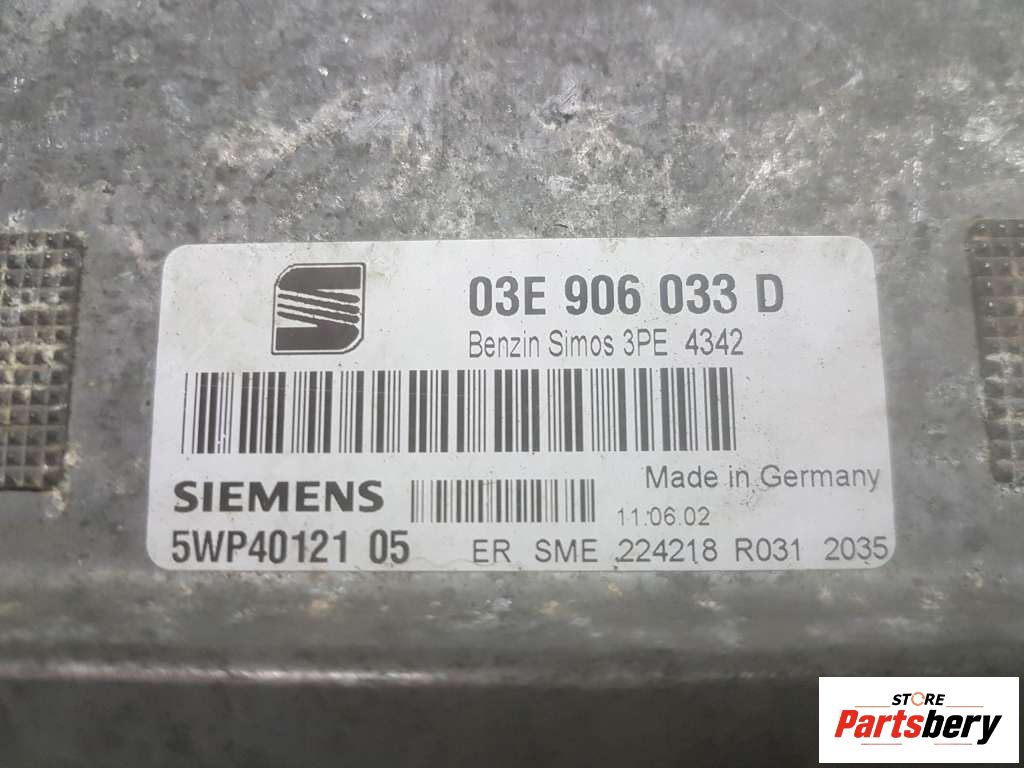 03E 906 033 D
Benzin Simos 3PE 4342
Made in Germany
SIEMENS
11.06.02
5WP40121 05
ER SME 224218 R031 2035
STORE
Partsbery